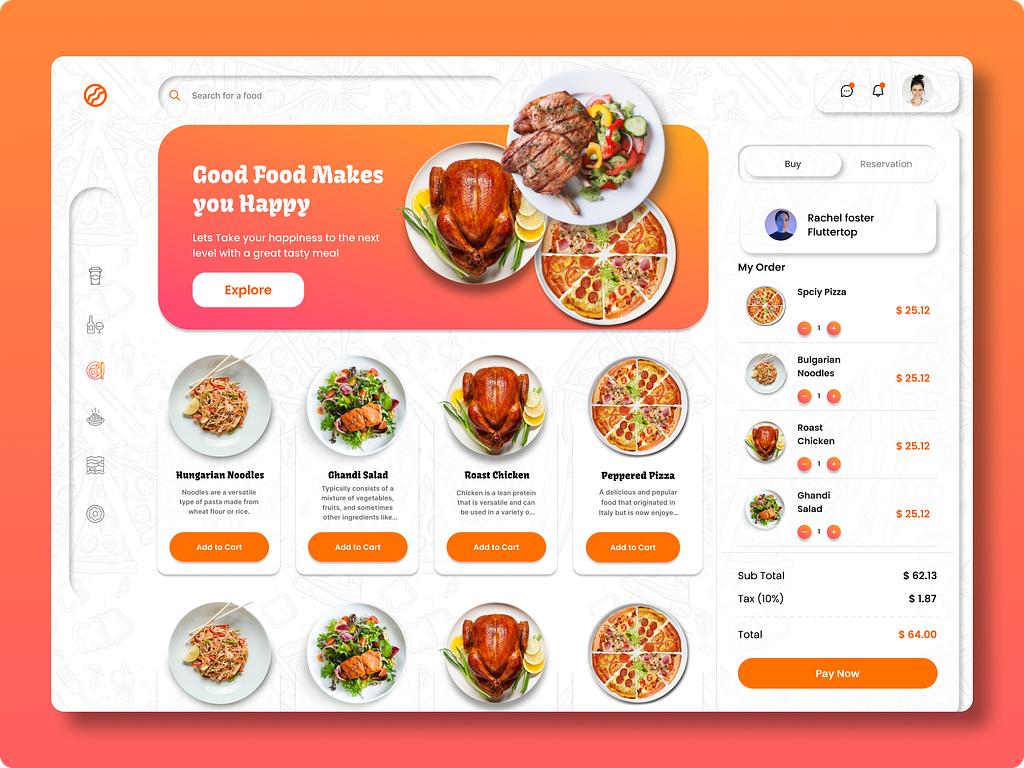 Search for a food
Good Food Makes
you Happy
Lets Take your happiness to the next
level with a great tasty meal
Explore
Hungarian Noodles
Noodles are a versatile
type of pasta made from
wheat flour or rice.
Add to Cart
Ghandi Salad
Typically consists of a
mixture of vegetables,
fruits, and sometimes
other ingredients like...
Add to Cart
Roast Chicken
Chicken is a lean protein
that is versatile and can
be used in a variety o...
Add to Cart
Peppered Pizza
A delicious and popular
food that originated in
Italy but is now enjoye...
Add to Cart
Buy
Reservation
Rachel foster
Fluttertop
My Order
Spciy Pizza
1
$ 25.12
Bulgarian
Noodles
1
$ 25.12
Roast
Chicken
1
$ 25.12
Ghandi
Salad
1
$ 25.12
Sub Total
$ 62.13
Tax (10%)
$ 1.87
Total
$ 64.00
Pay Now